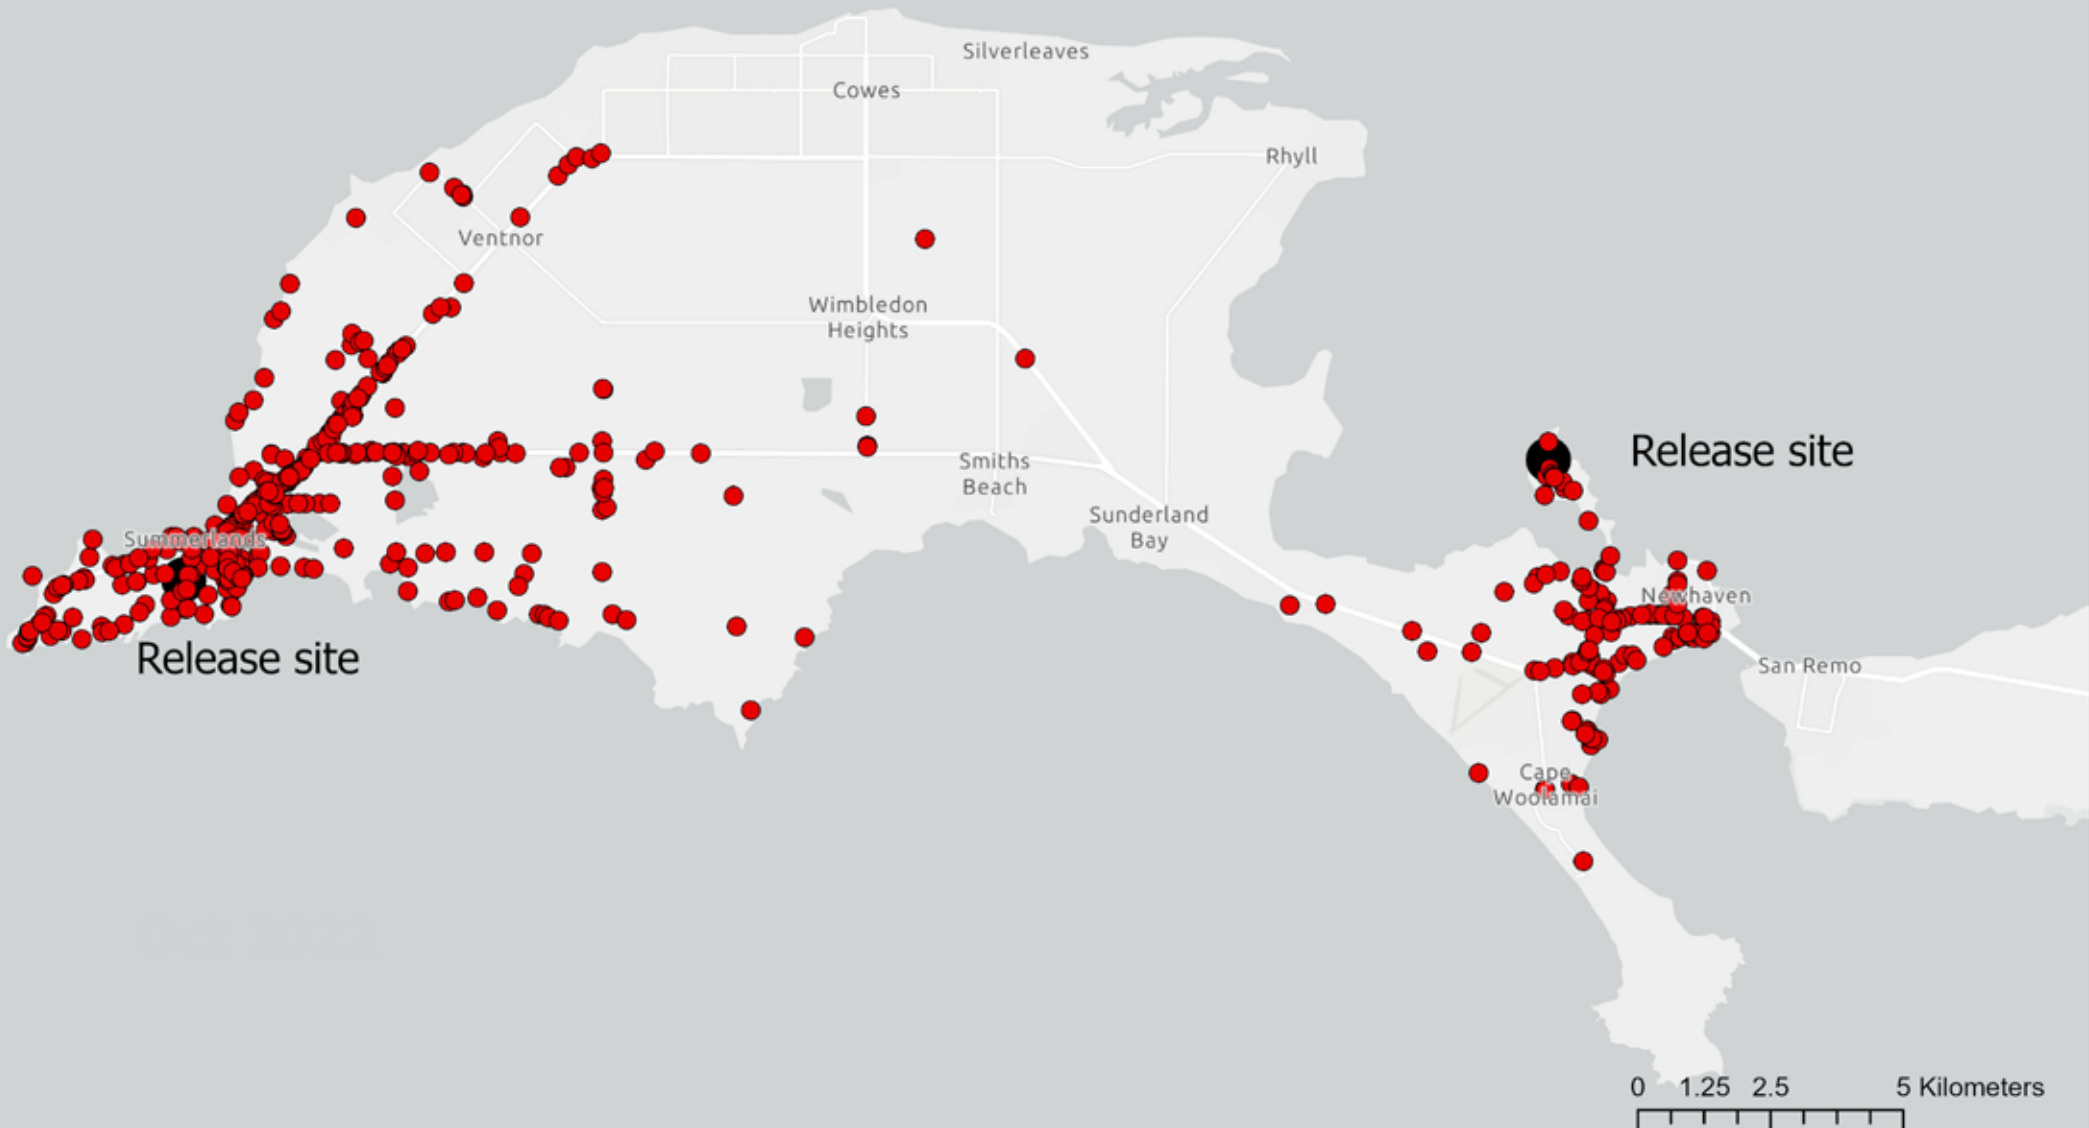 Silverleaves
Cowes
Rhyll
Ventnor
Wimbledon
Heights
Release site
Smiths
Beach
Sunderland
Bay
Summerlands
Newhaven
Release site
San Remo
Cape
Woolamai
0 1.25 2.5 5 Kilometers